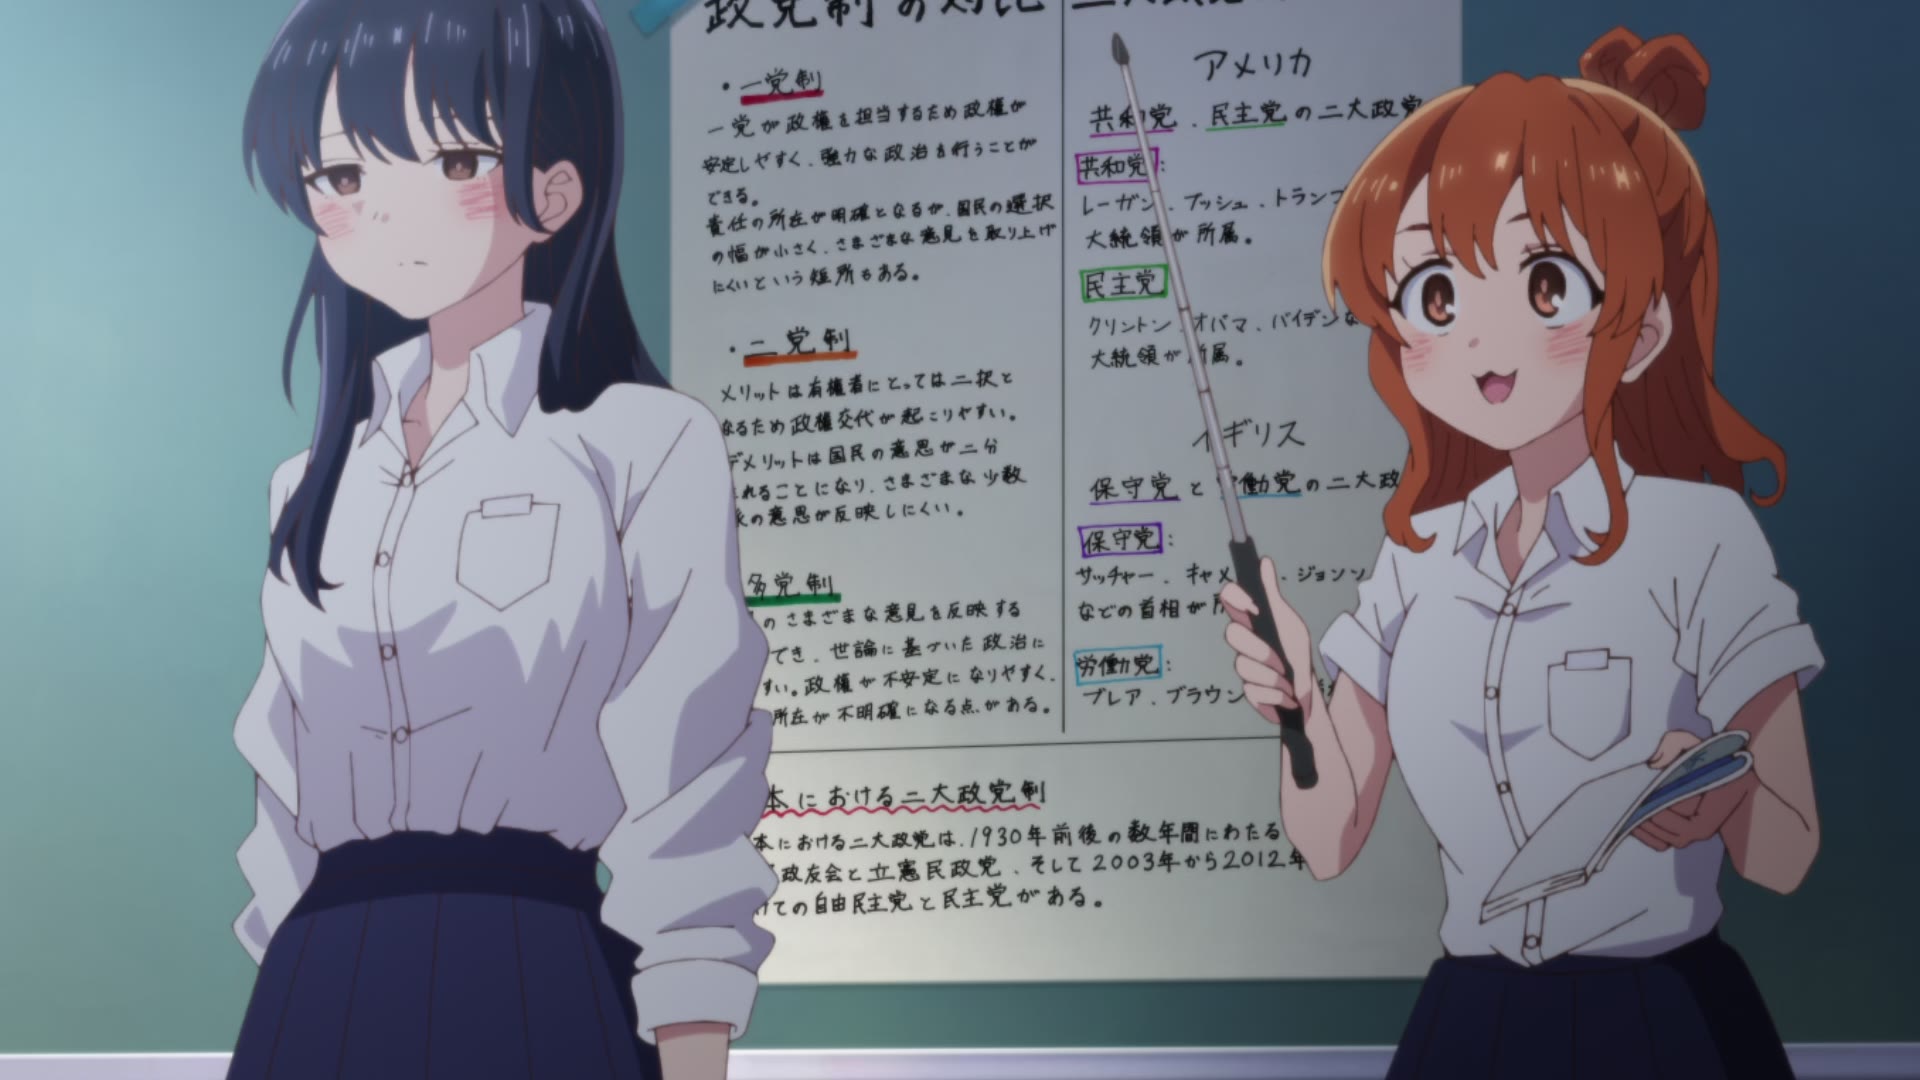 政党制の対比
・一党制
一党が政権を担当するため政権が
安定しやすく、強力な政治を行うことが
できる。
責任の所在が明確となるが、国民の選択
の幅が小さく、さまざまな意見を取り上げ
にくいという短所もある。
・二党制
メリットは有権者にとっては二択と
なるため政権交代が起こりやすい。
デメリットは国民の意思が二分
れることになり、さまざまな少数
派の意思が反映しにくい。
多党制
のさまざまな意見を反映する
でき、世論に基づいた政治に
すい。政権が不安定になりやすく、
所在が不明確になる点がある。
アメリカ
共和党、民主党の二大政党
共和党:
レーガン、ブッシュ、トランプ
大統領が所属。
民主党
クリントン、オバマ、バイデンな
大統領が所属。
イギリス
保守党と労働党の二大政
保守党:
サッチャー、キャメ、ジョンソン
などの首相が所
労働党:
ブレア、ブラウン
本における二大政党制
本における二大政党は、1930年前後の数年間にわたる
政友会と立憲民政党、そして2003年から2012年
けての自由民主党と民主党がある。